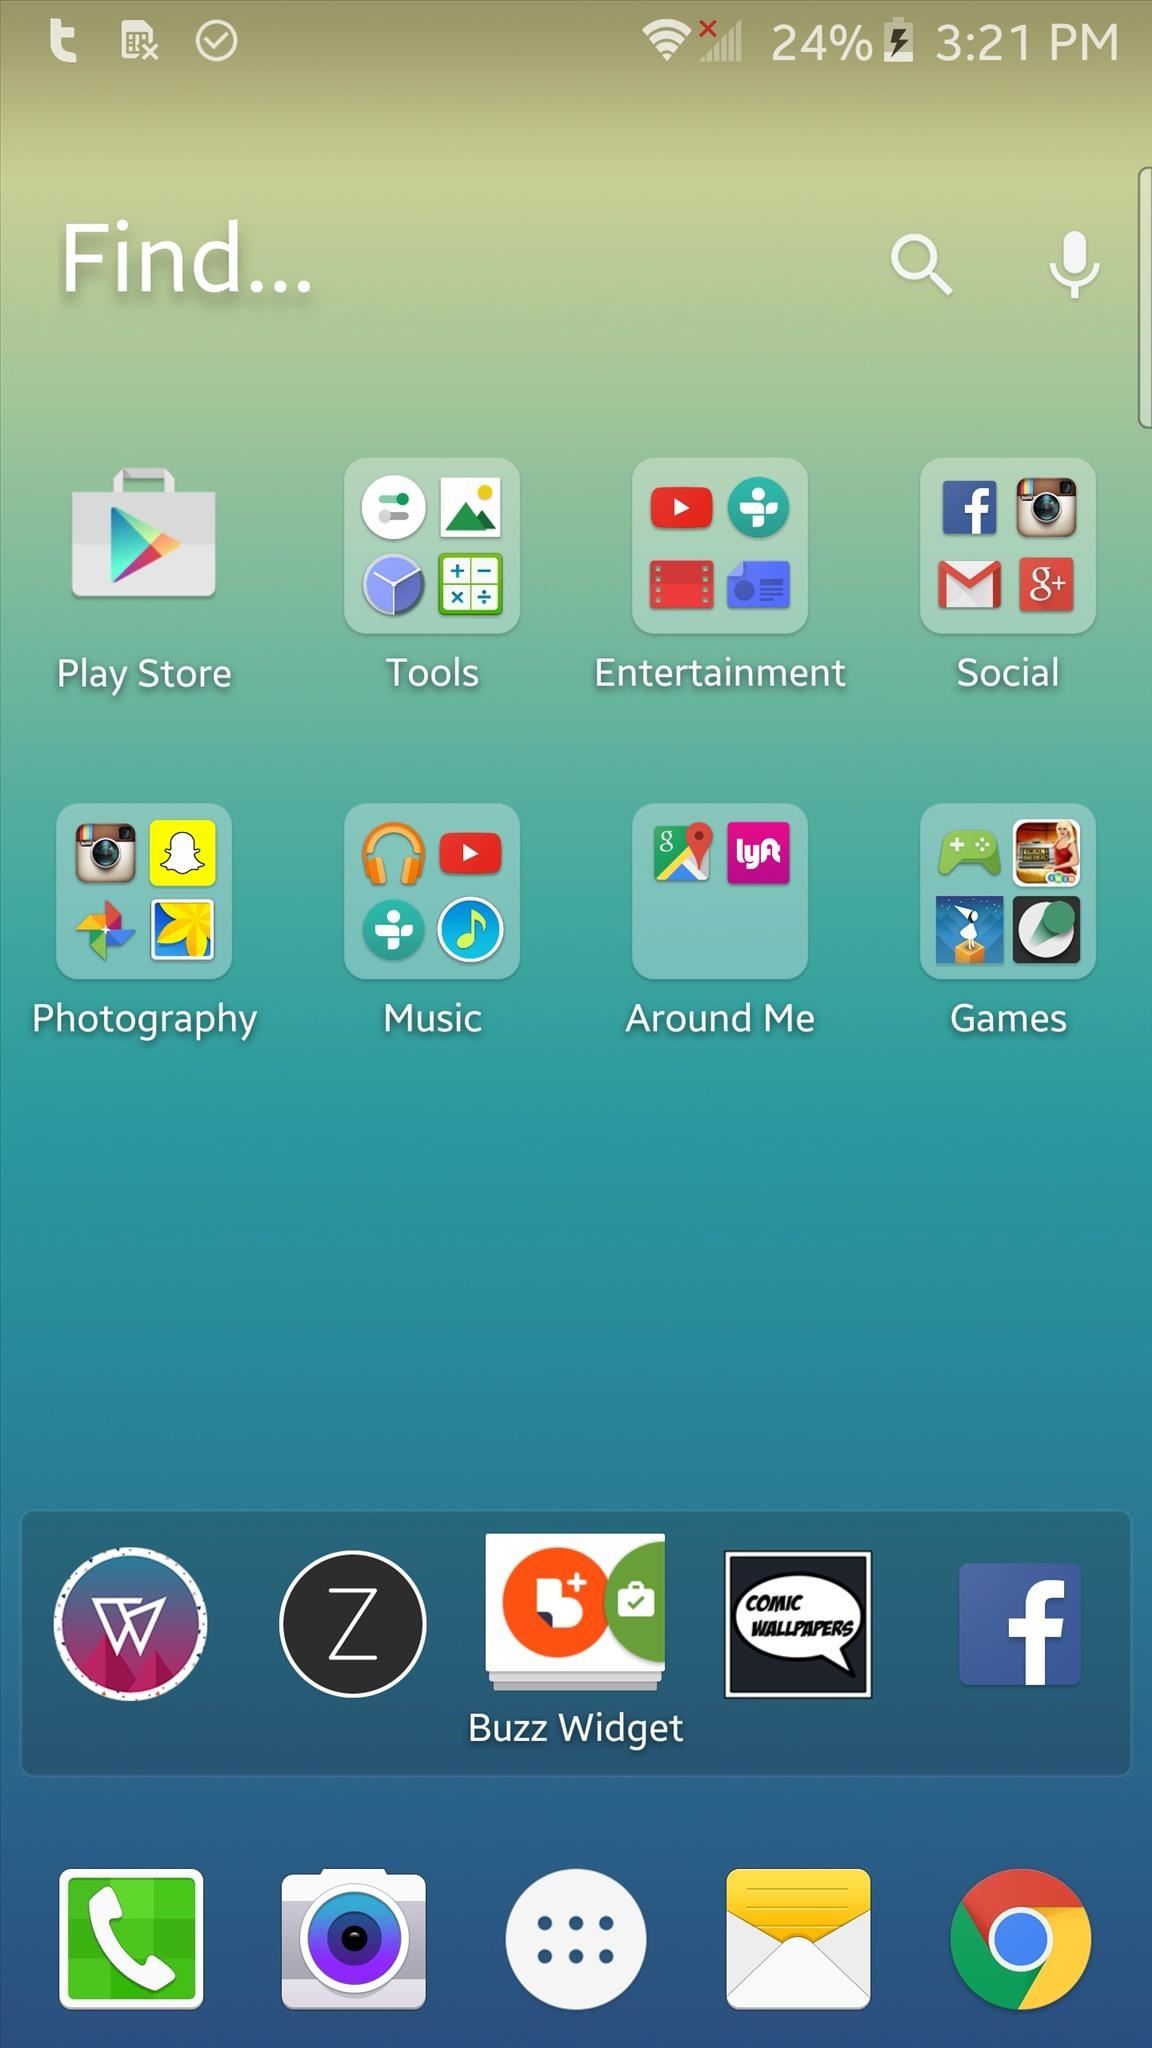 24% 3:21 PM
Find...
Play Store
Tools
Entertainment
Social
g+
lyft
g
Photography
Music
Around Me
Games
Z
COMIC
WALLPAPERS
Buzz Widget